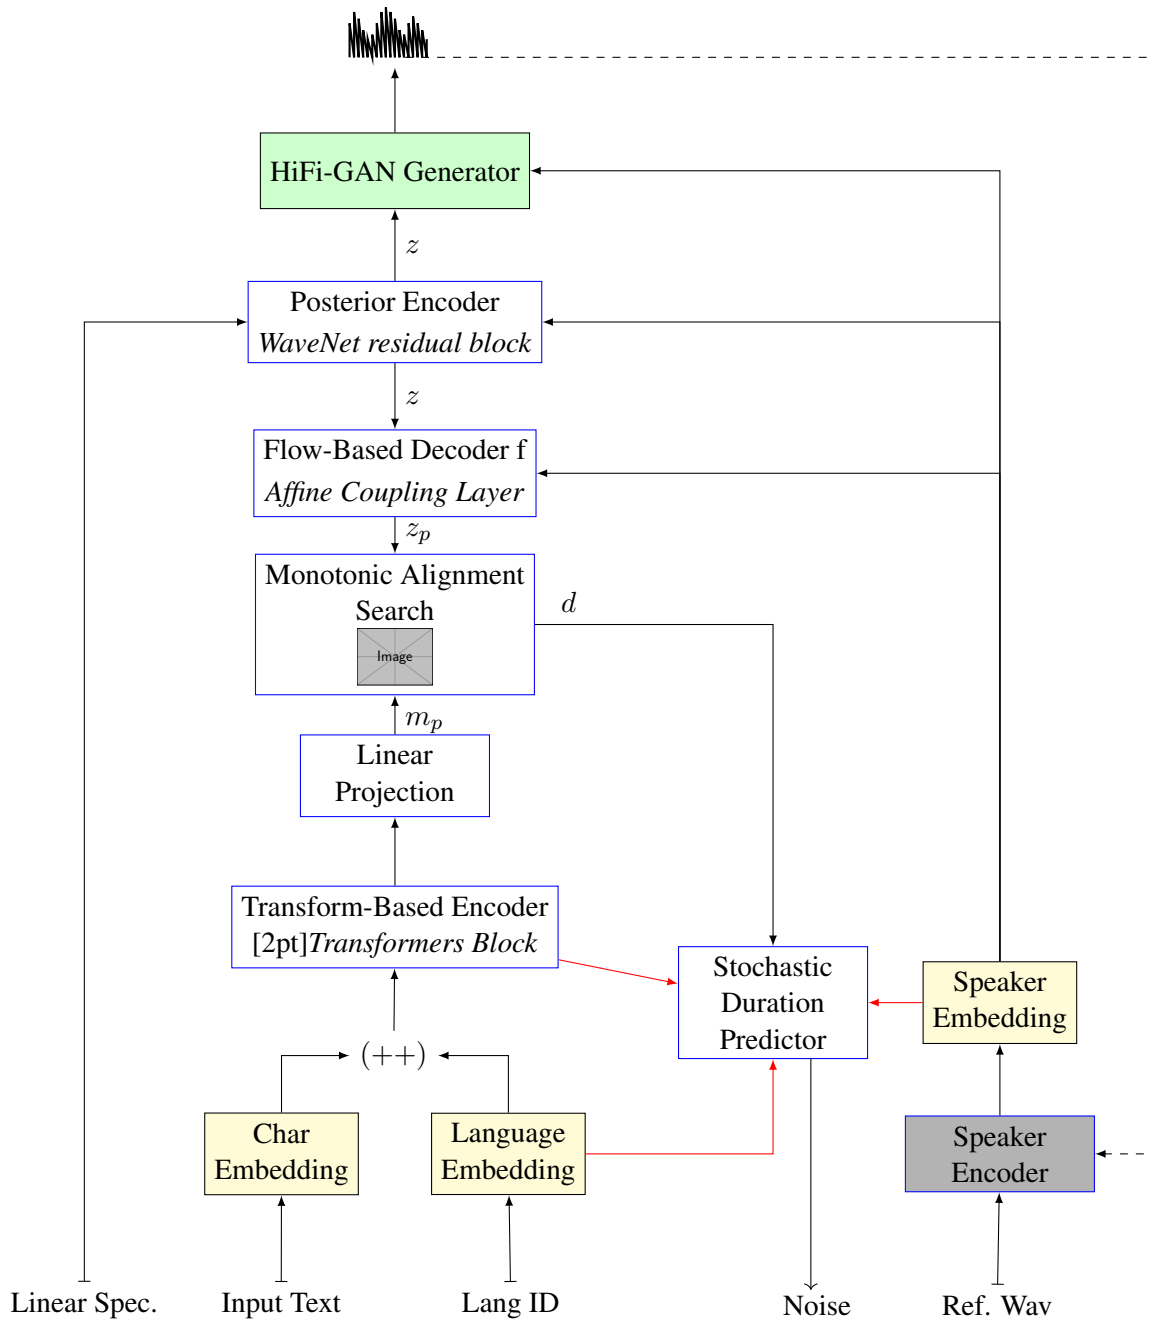 HiFi-GAN Generator
z
Posterior Encoder
WaveNet residual block
z
Flow-Based Decoder f
Affine Coupling Layer
z_p
Monotonic Alignment
Search
Image
d
m_p
Linear
Projection
Transform-Based Encoder
[2pt]Transformers Block
Stochastic
Duration
Predictor
Speaker
Embedding
(++)
Char
Embedding
Language
Embedding
Speaker
Encoder
Linear Spec.
Input Text
Lang ID
Noise
Ref. Wav